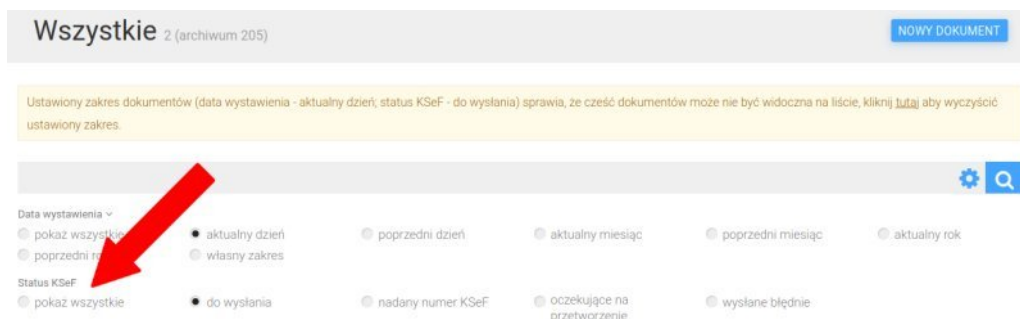 Wszystkie 2 (archiwum 205)
NOWY DOKUMENT
Ustawiony zakres dokumentów (data wystawienia - aktualny dzień; status KSeF - do wysłania) sprawia, że cześć dokumentów może nie być widoczna na liście, kliknij tutaj aby wyczyścić
ustawiony zakres.
Data wystawienia
pokaż wszystkie aktualny dzień poprzedni dzień aktualny miesiąc poprzedni miesiąc aktualny rok
poprzedni własny zakres
Status KSeF
pokaż wszystkie do wysłania nadany numer KSeF oczekujące na przetworzenie wysłane błędnie